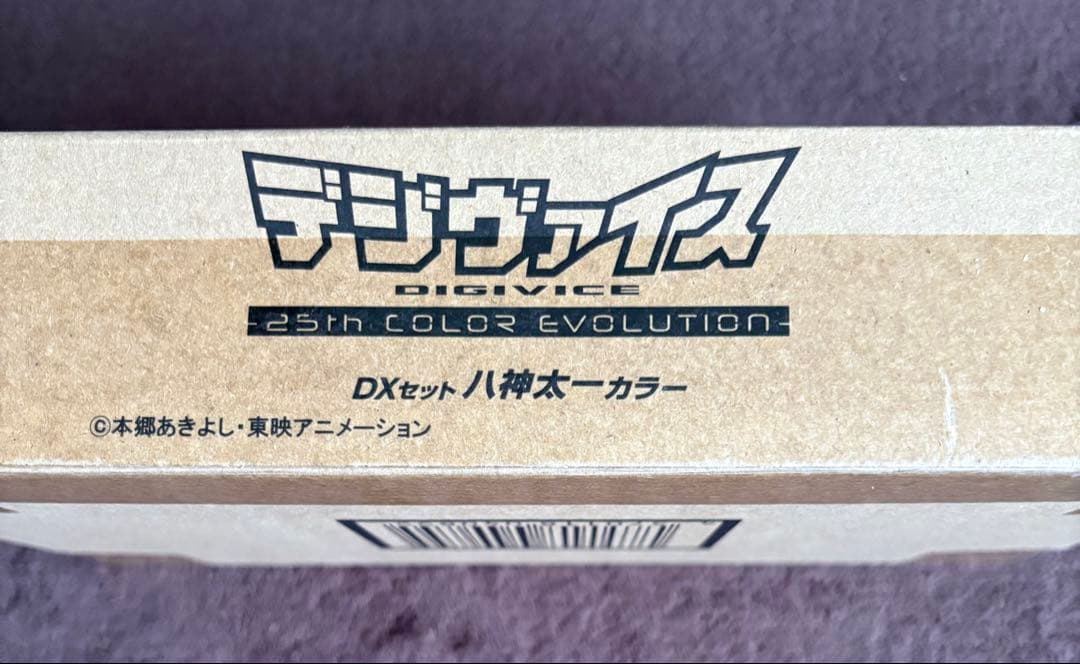 デジヴァイス
DIGIVICE
-25th COLOR EVOLUTION-
DXセット 八神太一カラー
©本郷あきよし・東映アニメーション